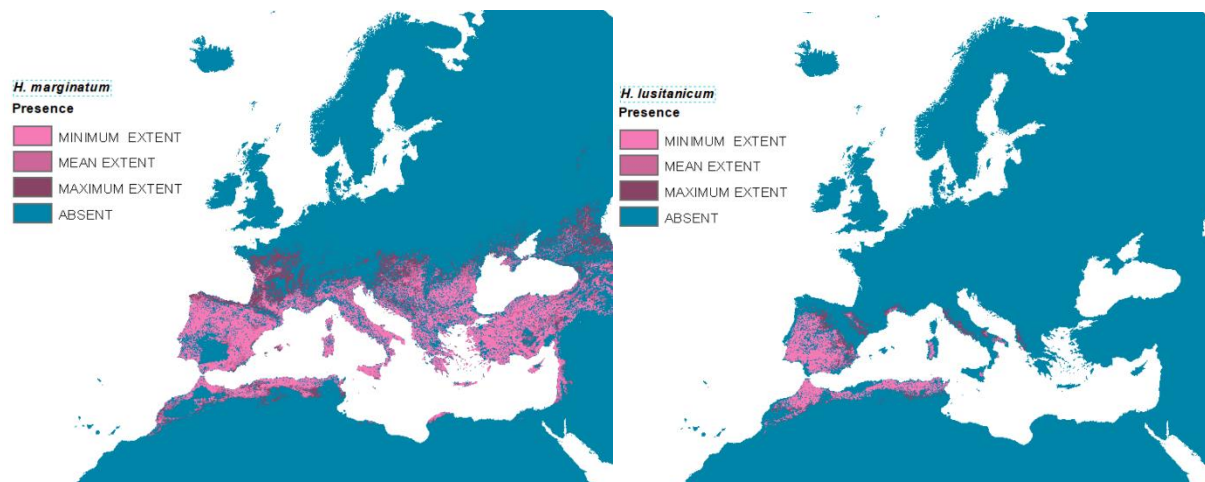 H. marginatum
Presence
MINIMUM EXTENT
MEAN EXTENT
MAXIMUM EXTENT
ABSENT
H. lusitanicum
Presence
MINIMUM EXTENT
MEAN EXTENT
MAXIMUM EXTENT
ABSENT